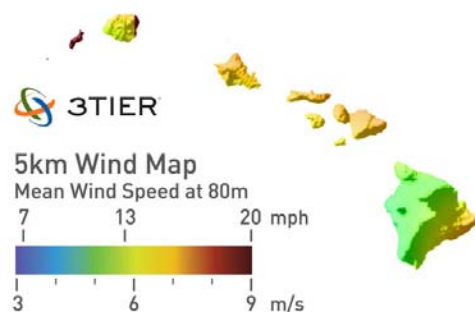 3TIER
5km Wind Map
Mean Wind Speed at 80m
7 13 20 mph
3 6 9 m/s